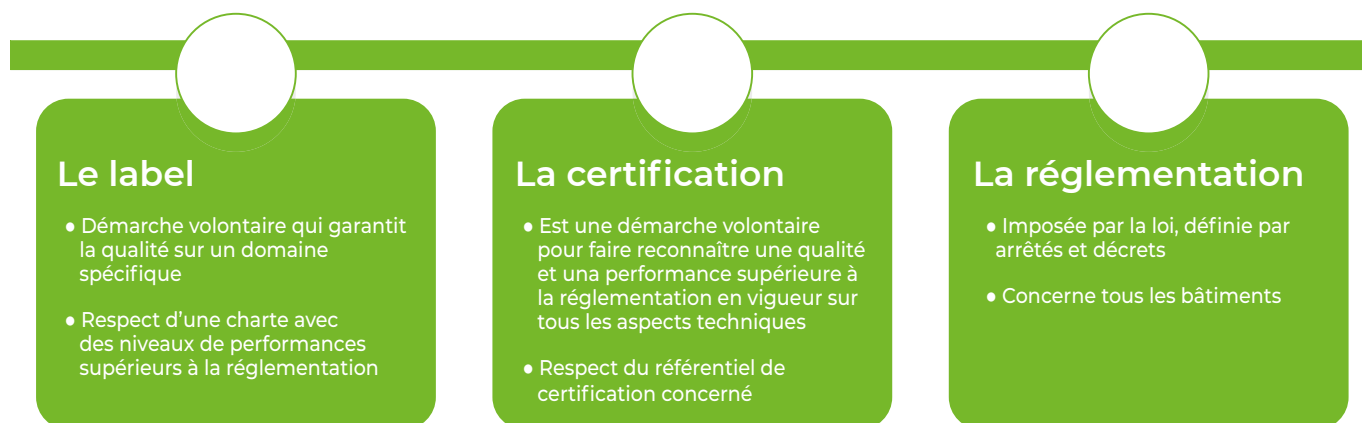 Le label
● Démarche volontaire qui garantit
la qualité sur un domaine
spécifique
● Respect d'une charte avec
des niveaux de performances
supérieurs à la réglementation
La certification
● Est une démarche volontaire
pour faire reconnaître une qualité
et una performance supérieure à
la réglementation en vigueur sur
tous les aspects techniques
● Respect du référentiel de
certification concerné
La réglementation
● Imposée par la loi, définie par
arrêtés et décrets
● Concerne tous les bâtiments